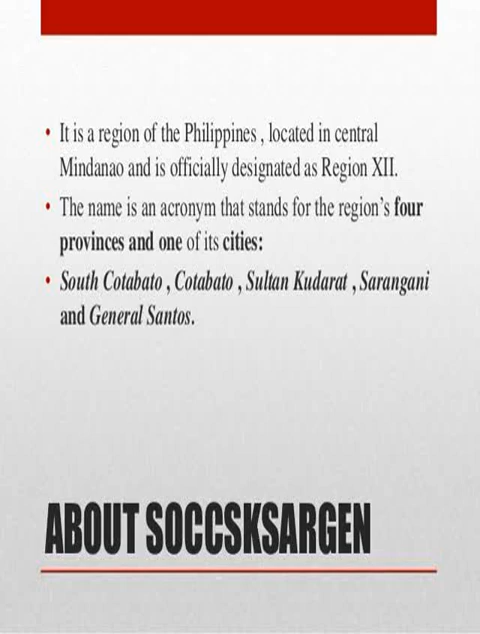 • It is a region of the Philippines , located in central
Mindanao and is officially designated as Region XII.
• The name is an acronym that stands for the region’s four
provinces and one of its cities:
• South Cotabato , Cotabato , Sultan Kudarat , Sarangani
and General Santos.
ABOUT SOCCSKSARGEN